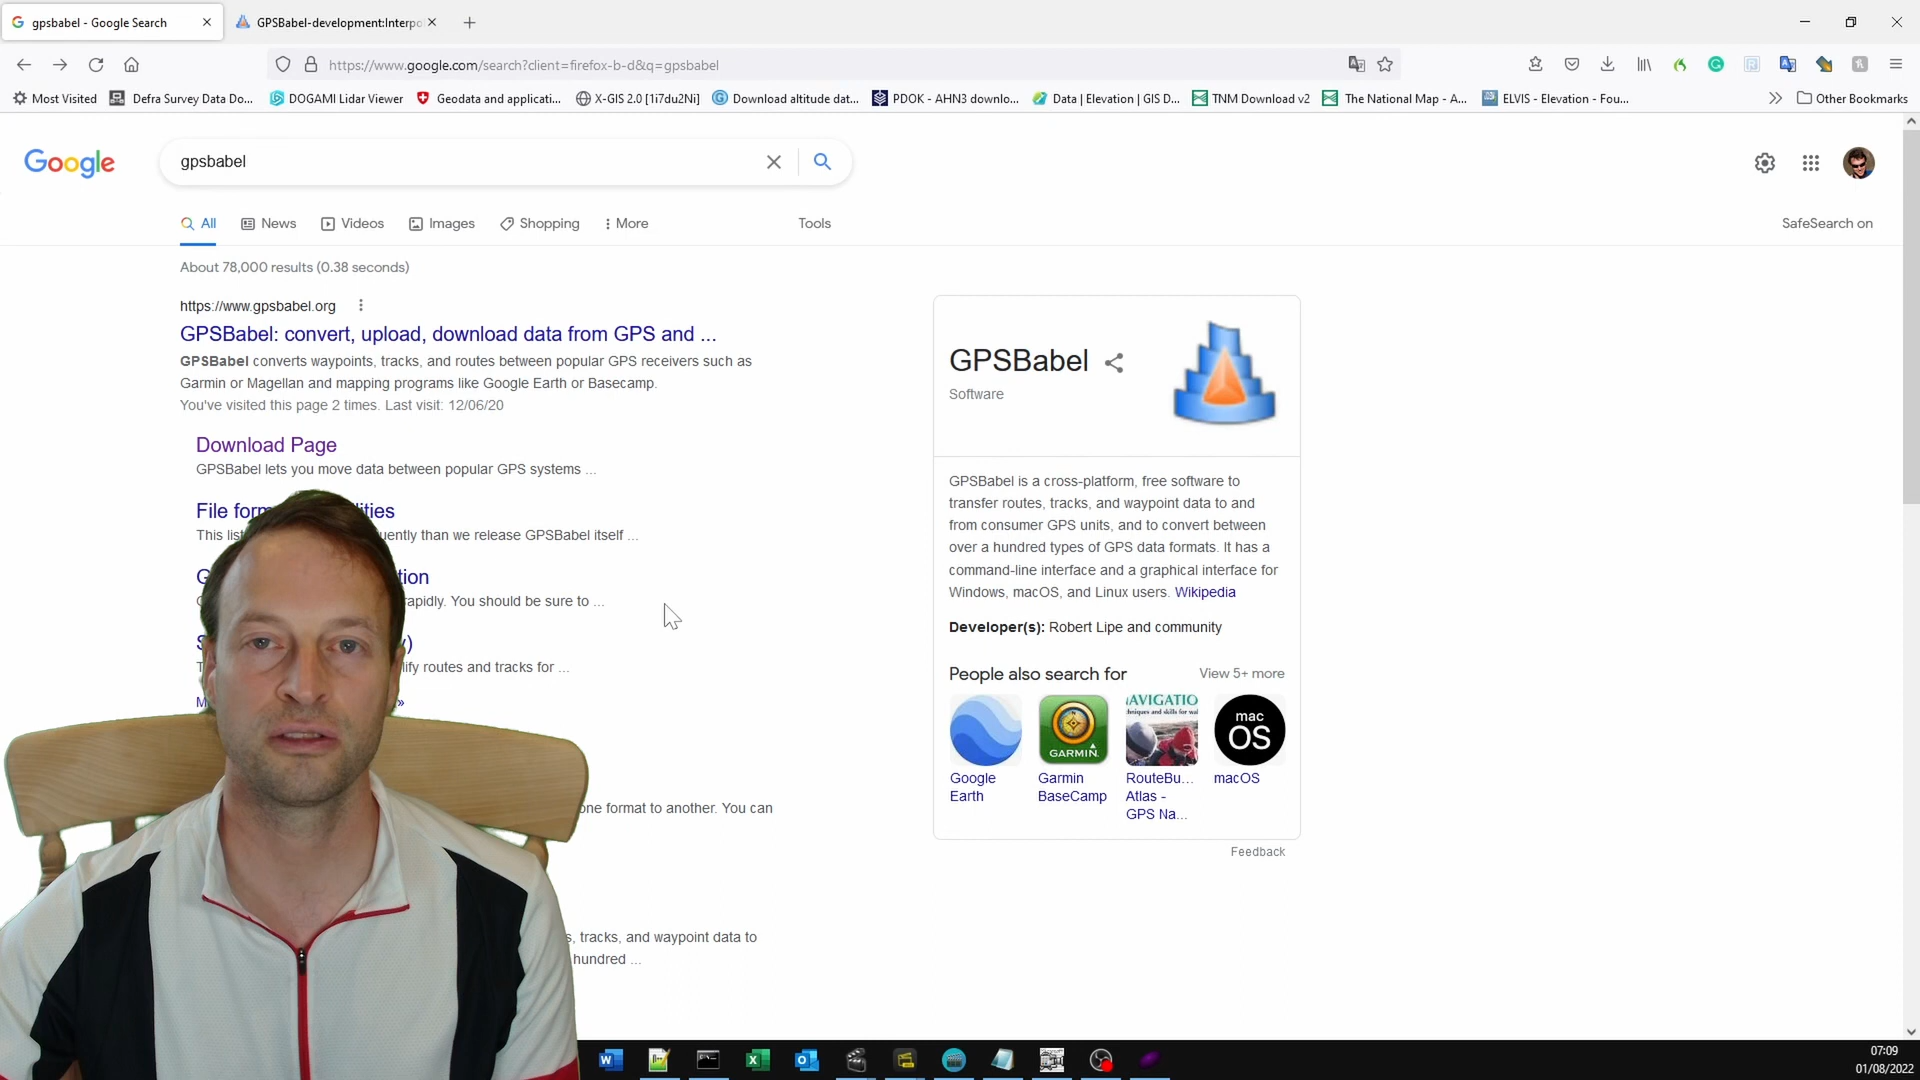 gpsbabel - Google Search
GPSBabel-development:Interpo
https://www.google.com/search?client=firefox-b-d&q=gpsbabel
Most Visited
Defra Survey Data Do...
DOGAMI Lidar Viewer
Geodata and applicati...
X-GIS 2.0 [1i7du2Ni]
Download altitude dat...
PDOK - AHN3 downlo...
Data | Elevation | GIS D...
TNM Download v2
The National Map - A...
ELVIS - Elevation - Fou...
Other Bookmarks
Google
gpsbabel
All
News
Videos
Images
Shopping
More
Tools
SafeSearch on
About 78,000 results (0.38 seconds)
https://www.gpsbabel.org
GPSBabel: convert, upload, download data from GPS and ...
GPSBabel converts waypoints, tracks, and routes between popular GPS receivers such as
Garmin or Magellan and mapping programs like Google Earth or Basecamp.
You've visited this page 2 times. Last visit: 12/06/20
Download Page
GPSBabel lets you move data between popular GPS systems ...
File form ities
This list uently than we release GPSBabel itself ...
G tion
rapidly. You should be sure to ...
S y)
T lify routes and tracks for ...
M »
one format to another. You can
s, tracks, and waypoint data to
hundred ...
GPSBabel
Software
GPSBabel is a cross-platform, free software to
transfer routes, tracks, and waypoint data to and
from consumer GPS units, and to convert between
over a hundred types of GPS data formats. It has a
command-line interface and a graphical interface for
Windows, macOS, and Linux users. Wikipedia
Developer(s): Robert Lipe and community
People also search for
View 5+ more
GARMIN
AVIGATIO
mac
OS
Google
Earth
Garmin
BaseCamp
RouteBu...
Atlas -
GPS Na...
macOS
Feedback
07:09
01/08/2022